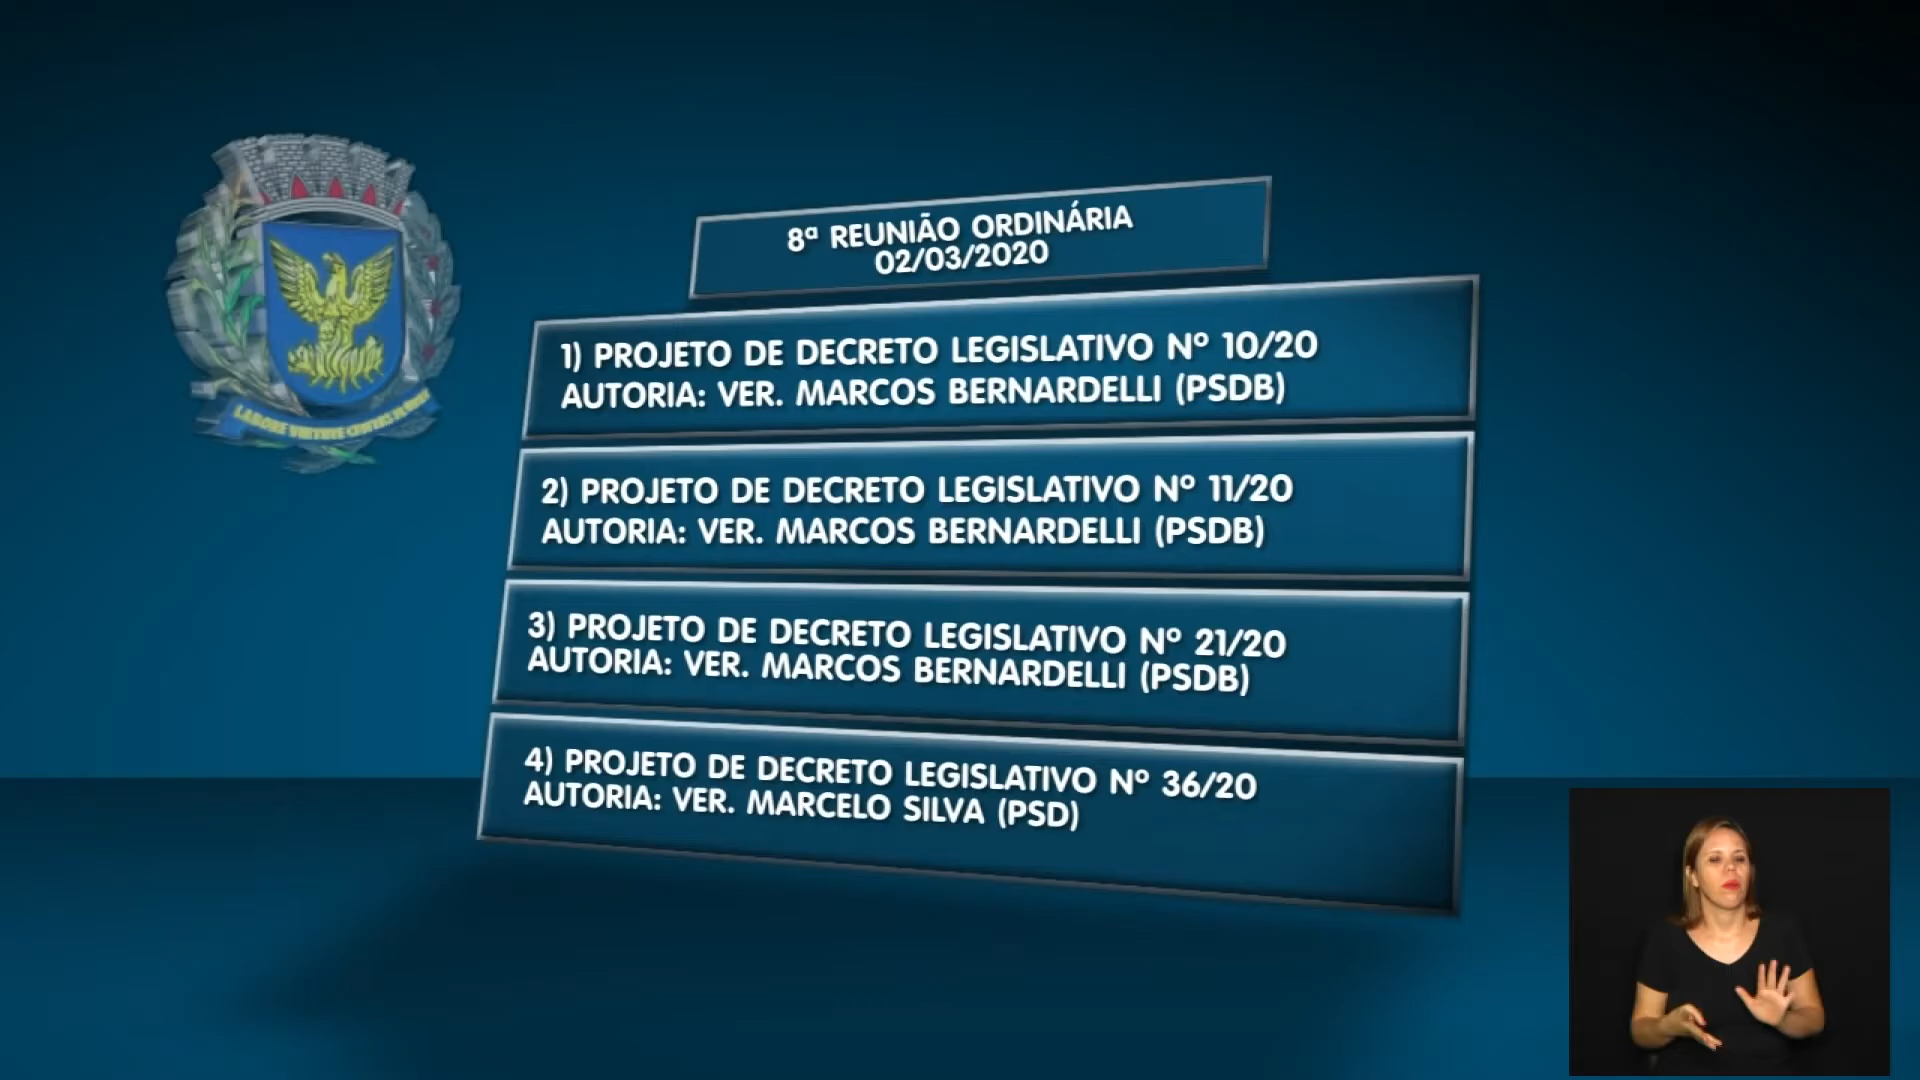 8ª REUNIÃO ORDINÁRIA
02/03/2020
1) PROJETO DE DECRETO LEGISLATIVO Nº 10/20
AUTORIA: VER. MARCOS BERNARDELLI (PSDB)
2) PROJETO DE DECRETO LEGISLATIVO Nº 11/20
AUTORIA: VER. MARCOS BERNARDELLI (PSDB)
3) PROJETO DE DECRETO LEGISLATIVO Nº 21/20
AUTORIA: VER. MARCOS BERNARDELLI (PSDB)
4) PROJETO DE DECRETO LEGISLATIVO Nº 36/20
AUTORIA: VER. MARCELO SILVA (PSD)
LABORE VIRTUTE CIVITAS